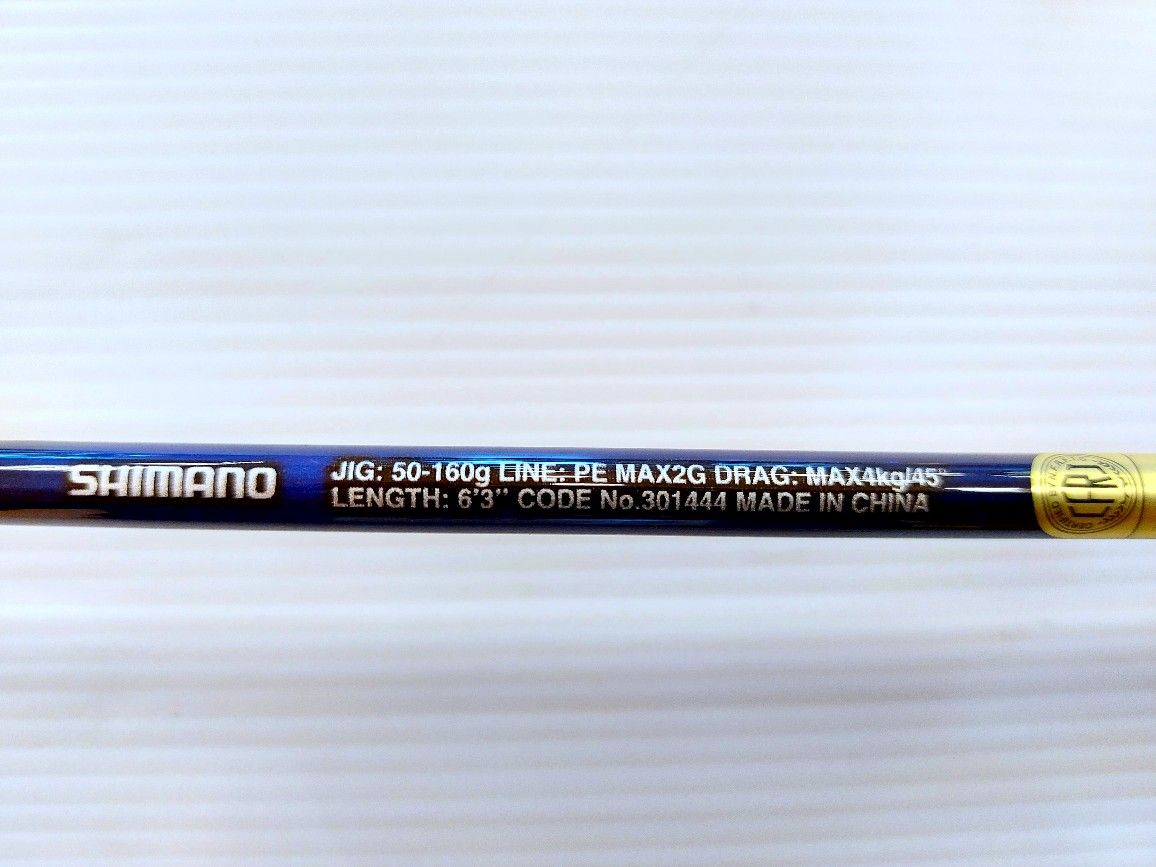 SHIMANO
JIG: 50-160g LINE: PE MAX2G DRAG: MAX4kg/45°
LENGTH: 6'3" CODE No.301444 MADE IN CHINA
CERTIFIED